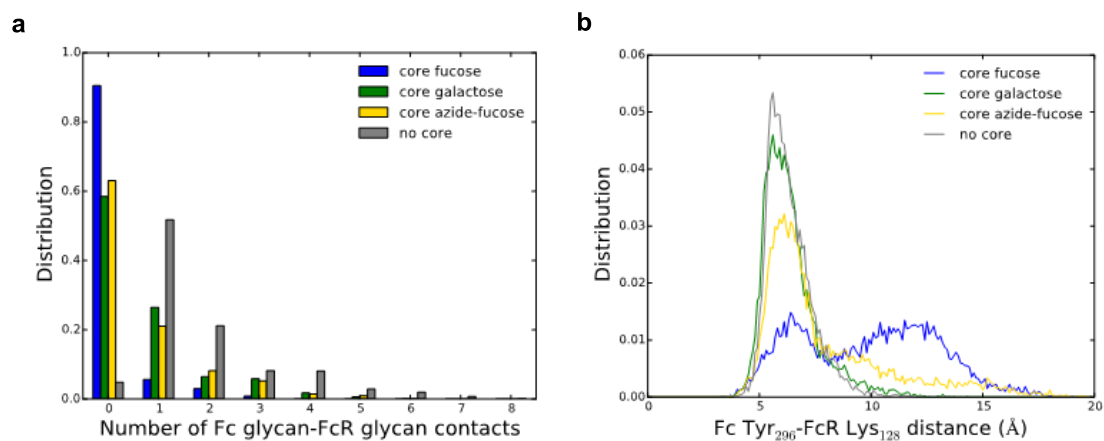 a
1.0
0.8
0.6
0.4
0.2
0.0
Distribution
core fucose
core galactose
core azide-fucose
no core
0 1 2 3 4 5 6 7 8
Number of Fc glycan-FcR glycan contacts
b
0.06
0.05
0.04
0.03
0.02
0.01
0.00
Distribution
core fucose
core galactose
core azide-fucose
no core
0 5 10 15 20
Fc Tyr₂₉₆-FcR Lys₁₂₈ distance (Å)